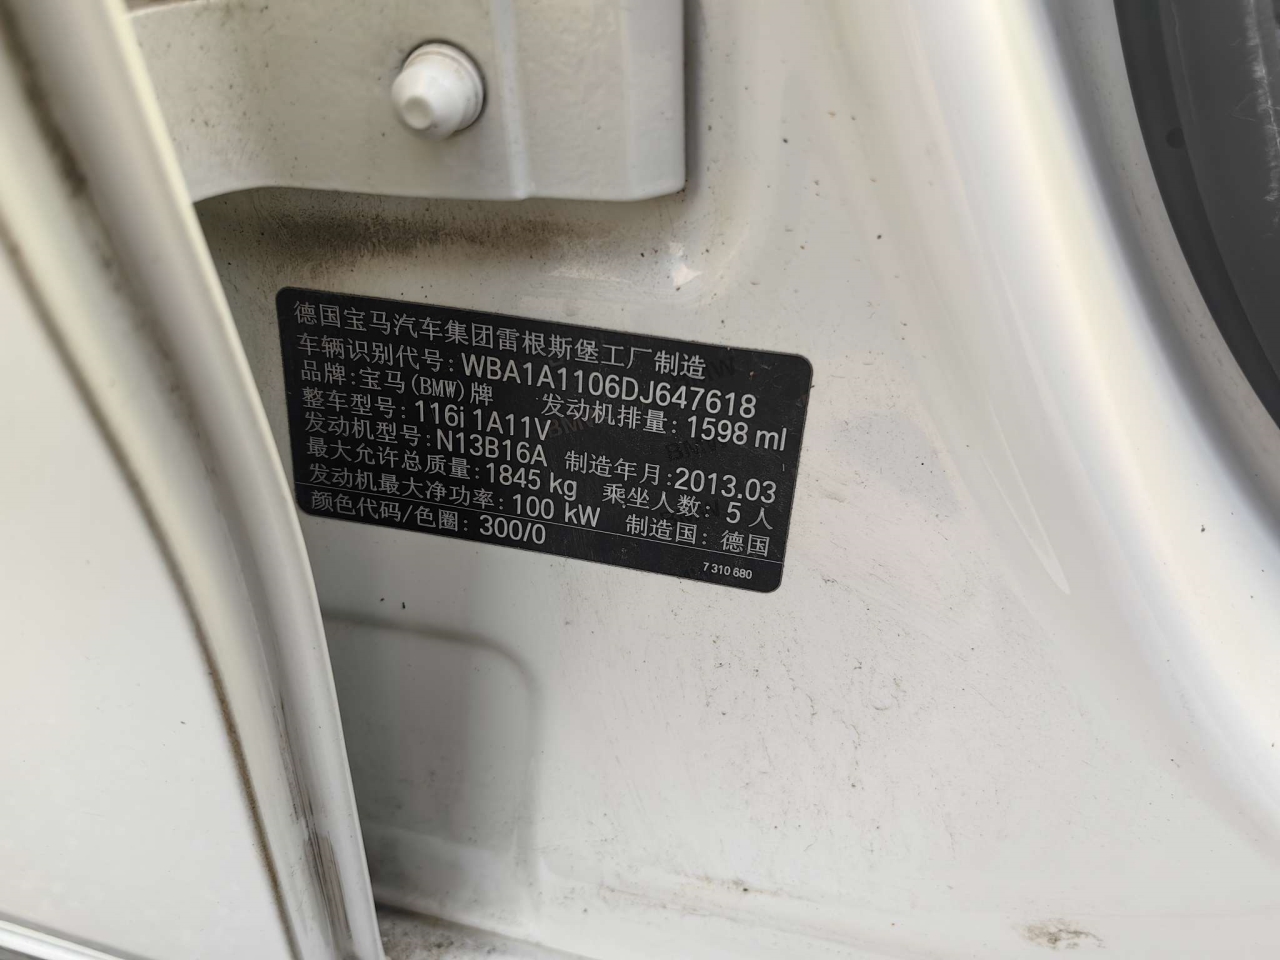 德国宝马汽车集团雷根斯堡工厂制造
车辆识别代号: WBA1A1106DJ647618
品牌:宝马(BMW)牌 发动机排量: 1598 ml
整车型号: 116i 1A11V
发动机型号: N13B16A 制造年月:2013.03
最大允许总质量: 1845 kg 乘坐人数: 5 人
发动机最大净功率: 100 kW 制造国: 德国
颜色代码/色圈: 300/0
7 310 680